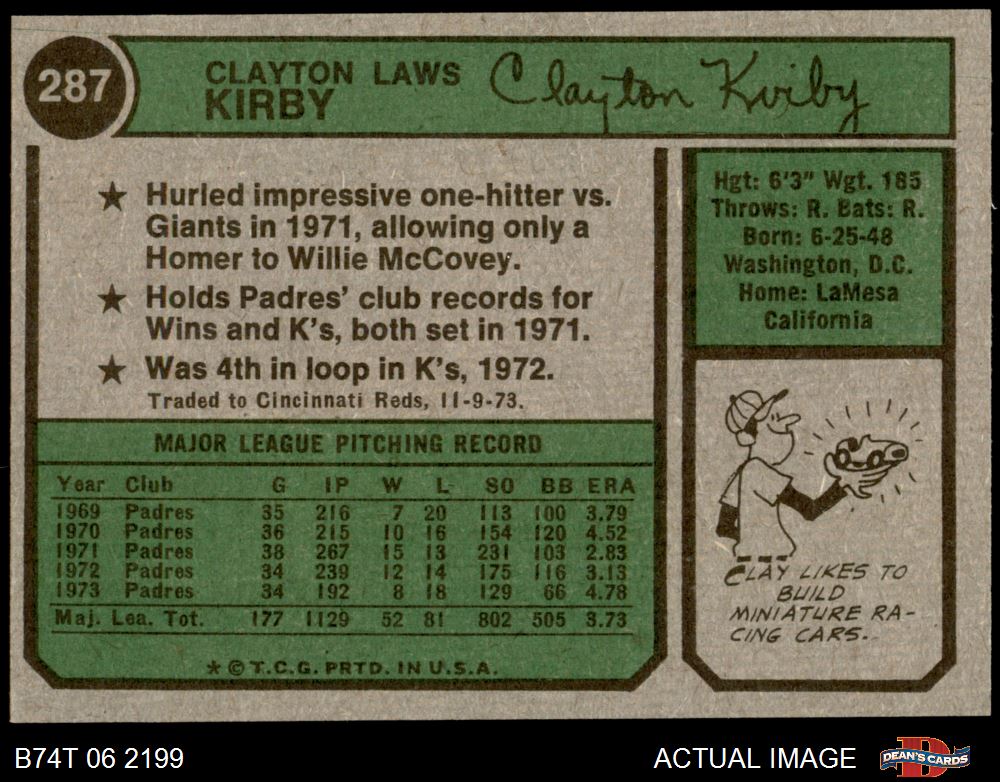 287
CLAYTON LAWS
KIRBY
Clayton Kirby
★ Hurled impressive one-hitter vs.
Giants in 1971, allowing only a
Homer to Willie McCovey.
★ Holds Padres' club records for
Wins and K's, both set in 1971.
★ Was 4th in loop in K's, 1972.
Traded to Cincinnati Reds, 11-9-73.
MAJOR LEAGUE PITCHING RECORD
Year Club G IP W L SO BB ERA
1969 Padres 35 216 7 20 113 100 3.79
1970 Padres 36 215 10 16 154 120 4.52
1971 Padres 38 267 15 13 231 103 2.83
1972 Padres 34 239 12 14 175 116 3.13
1973 Padres 34 192 8 18 129 66 4.78
Maj. Lea. Tot. 177 1129 52 81 802 505 3.73
* © T.C.G. PRTD. IN U.S.A.
Hgt: 6'3" Wgt. 185
Throws: R. Bats: R.
Born: 6-25-48
Washington, D.C.
Home: LaMesa
California
CLAY LIKES TO
BUILD
MINIATURE RA-
CING CARS.
B74T 06 2199
ACTUAL IMAGE
D
DEAN'S CARDS